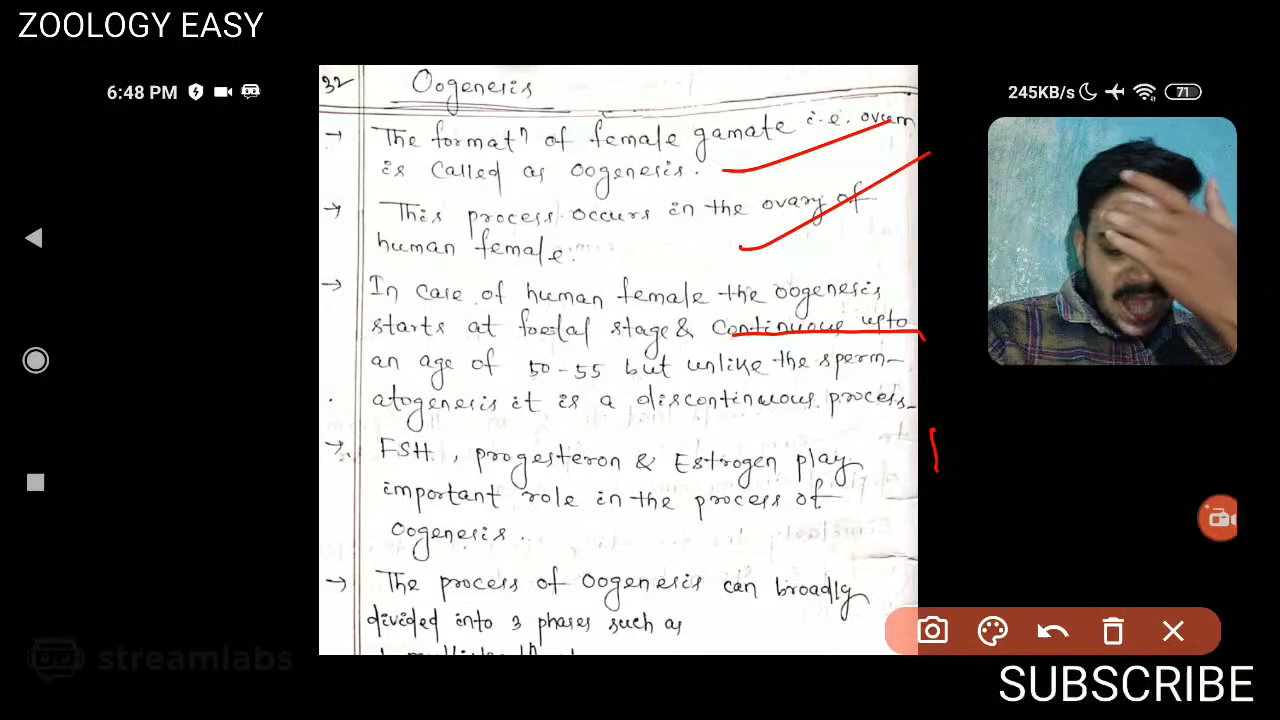 ZOOLOGY EASY
6:48 PM
245KB/s
71
32 Oogenesis
→ The format^n of female gamate i.e. ovum
is called as oogenesis.
→ This process occurs in the ovary of
human female.
→ In case of human female the oogenesis
starts at foetal stage & continuous upto
an age of 50-55 but unlike the sperm-
atogenesis it is a discontinuous process-
→ FSH, progesteron & Estrogen play
important role in the process of
oogenesis.
→ The process of oogenesis can broadly
divided into 3 phases such as
streamlabs
SUBSCRIBE